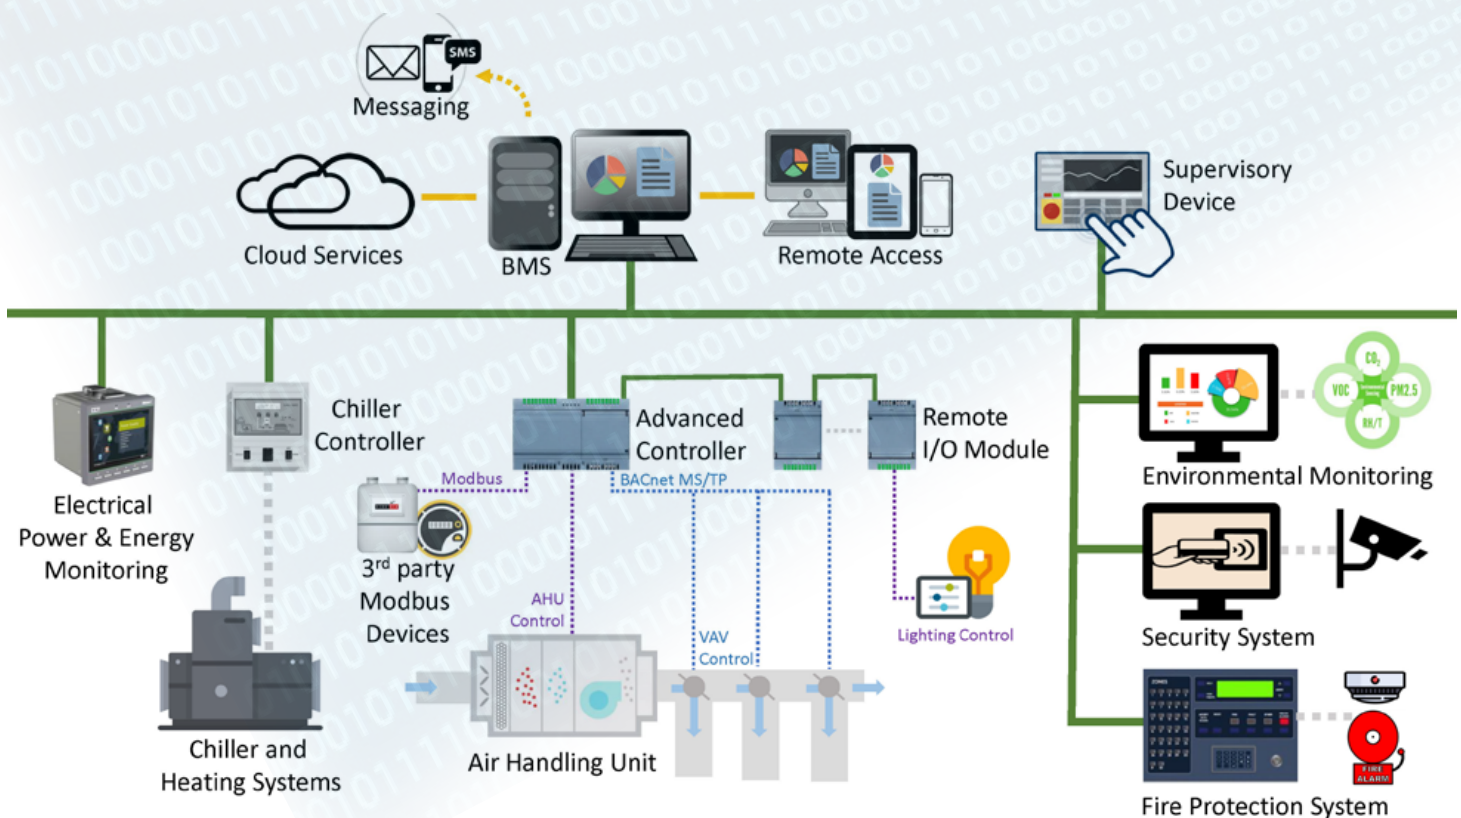 SMS
Messaging
Cloud Services
BMS
Remote Access
Supervisory
Device
Electrical
Power & Energy
Monitoring
Chiller
Controller
Chiller and
Heating Systems
Advanced
Controller
Remote
I/O Module
Modbus
BACnet MS/TP
3rd party
Modbus
Devices
AHU
Control
VAV
Control
Air Handling Unit
Lighting Control
CO2
VOC
PM2.5
RH/T
Environmental Monitoring
Security System
ZONES
FIRE
ALARM
Fire Protection System